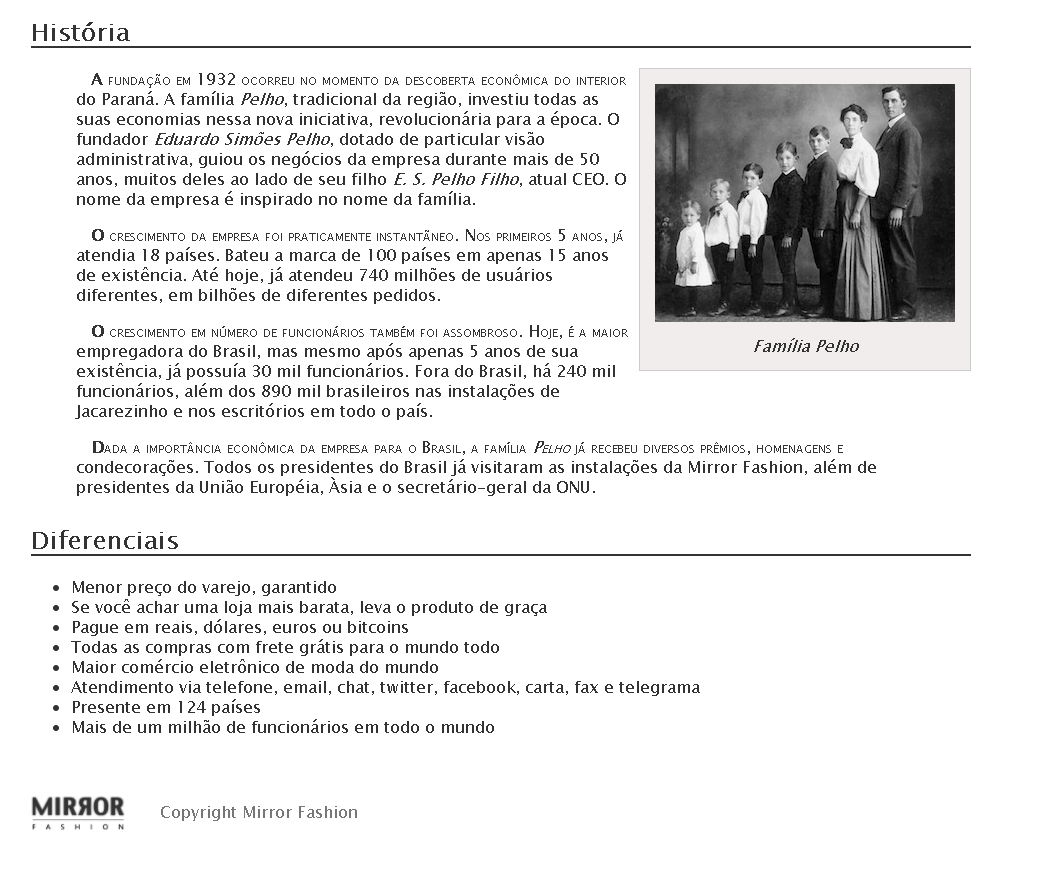 História
A fundação em 1932 ocorreu no momento da descoberta econômica do interior
do Paraná. A família Pelho, tradicional da região, investiu todas as
suas economias nessa nova iniciativa, revolucionária para a época. O
fundador Eduardo Simões Pelho, dotado de particular visão
administrativa, guiou os negócios da empresa durante mais de 50
anos, muitos deles ao lado de seu filho E. S. Pelho Filho, atual CEO. O
nome da empresa é inspirado no nome da família.
O crescimento da empresa foi praticamente instantâneo. Nos primeiros 5 anos, já
atendia 18 países. Bateu a marca de 100 países em apenas 15 anos
de existência. Até hoje, já atendeu 740 milhões de usuários
diferentes, em bilhões de diferentes pedidos.
O crescimento em número de funcionários também foi assombroso. Hoje, é a maior
empregadora do Brasil, mas mesmo após apenas 5 anos de sua
existência, já possuía 30 mil funcionários. Fora do Brasil, há 240 mil
funcionários, além dos 890 mil brasileiros nas instalações de
Jacarezinho e nos escritórios em todo o país.
Família Pelho
Dada a importância econômica da empresa para o Brasil, a família Pelho já recebeu diversos prêmios, homenagens e
condecorações. Todos os presidentes do Brasil já visitaram as instalações da Mirror Fashion, além de
presidentes da União Européia, Àsia e o secretário-geral da ONU.
Diferenciais
• Menor preço do varejo, garantido
• Se você achar uma loja mais barata, leva o produto de graça
• Pague em reais, dólares, euros ou bitcoins
• Todas as compras com frete grátis para o mundo todo
• Maior comércio eletrônico de moda do mundo
• Atendimento via telefone, email, chat, twitter, facebook, carta, fax e telegrama
• Presente em 124 países
• Mais de um milhão de funcionários em todo o mundo
MIRROR
FASHION
Copyright Mirror Fashion